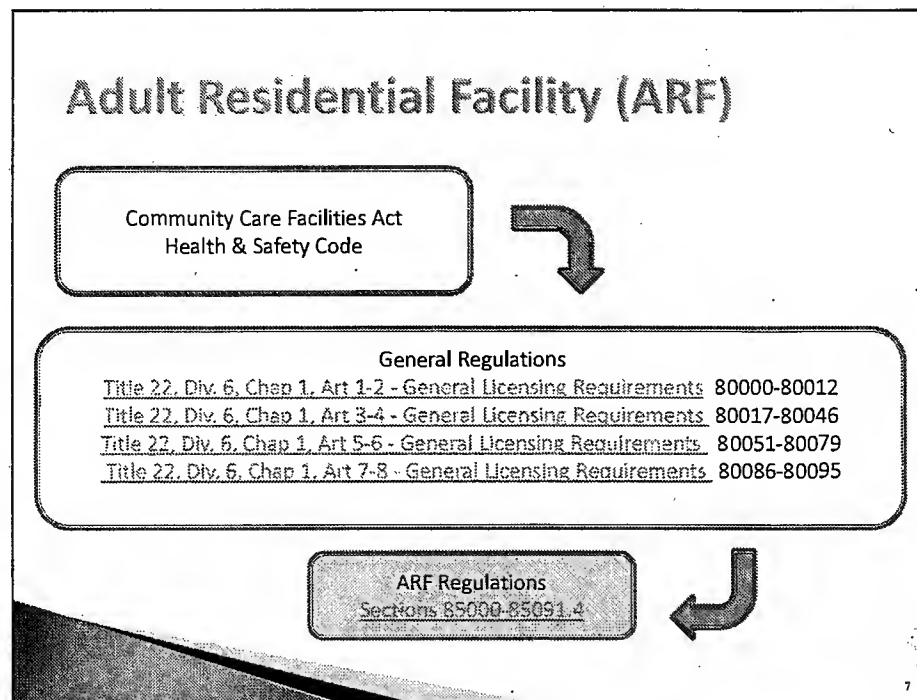 Adult Residential Facility (ARF)
Community Care Facilities Act
Health & Safety Code
General Regulations
Title 22, Div. 6, Chap 1, Art 1-2 - General Licensing Requirements 80000-80012
Title 22, Div. 6, Chap 1, Art 3-4 - General Licensing Requirements 80017-80046
Title 22, Div. 6, Chap 1, Art 5-6 - General Licensing Requirements 80051-80079
Title 22, Div. 6, Chap 1, Art 7-8 - General Licensing Requirements 80086-80095
ARF Regulations
Sections 85000-85091.4
7